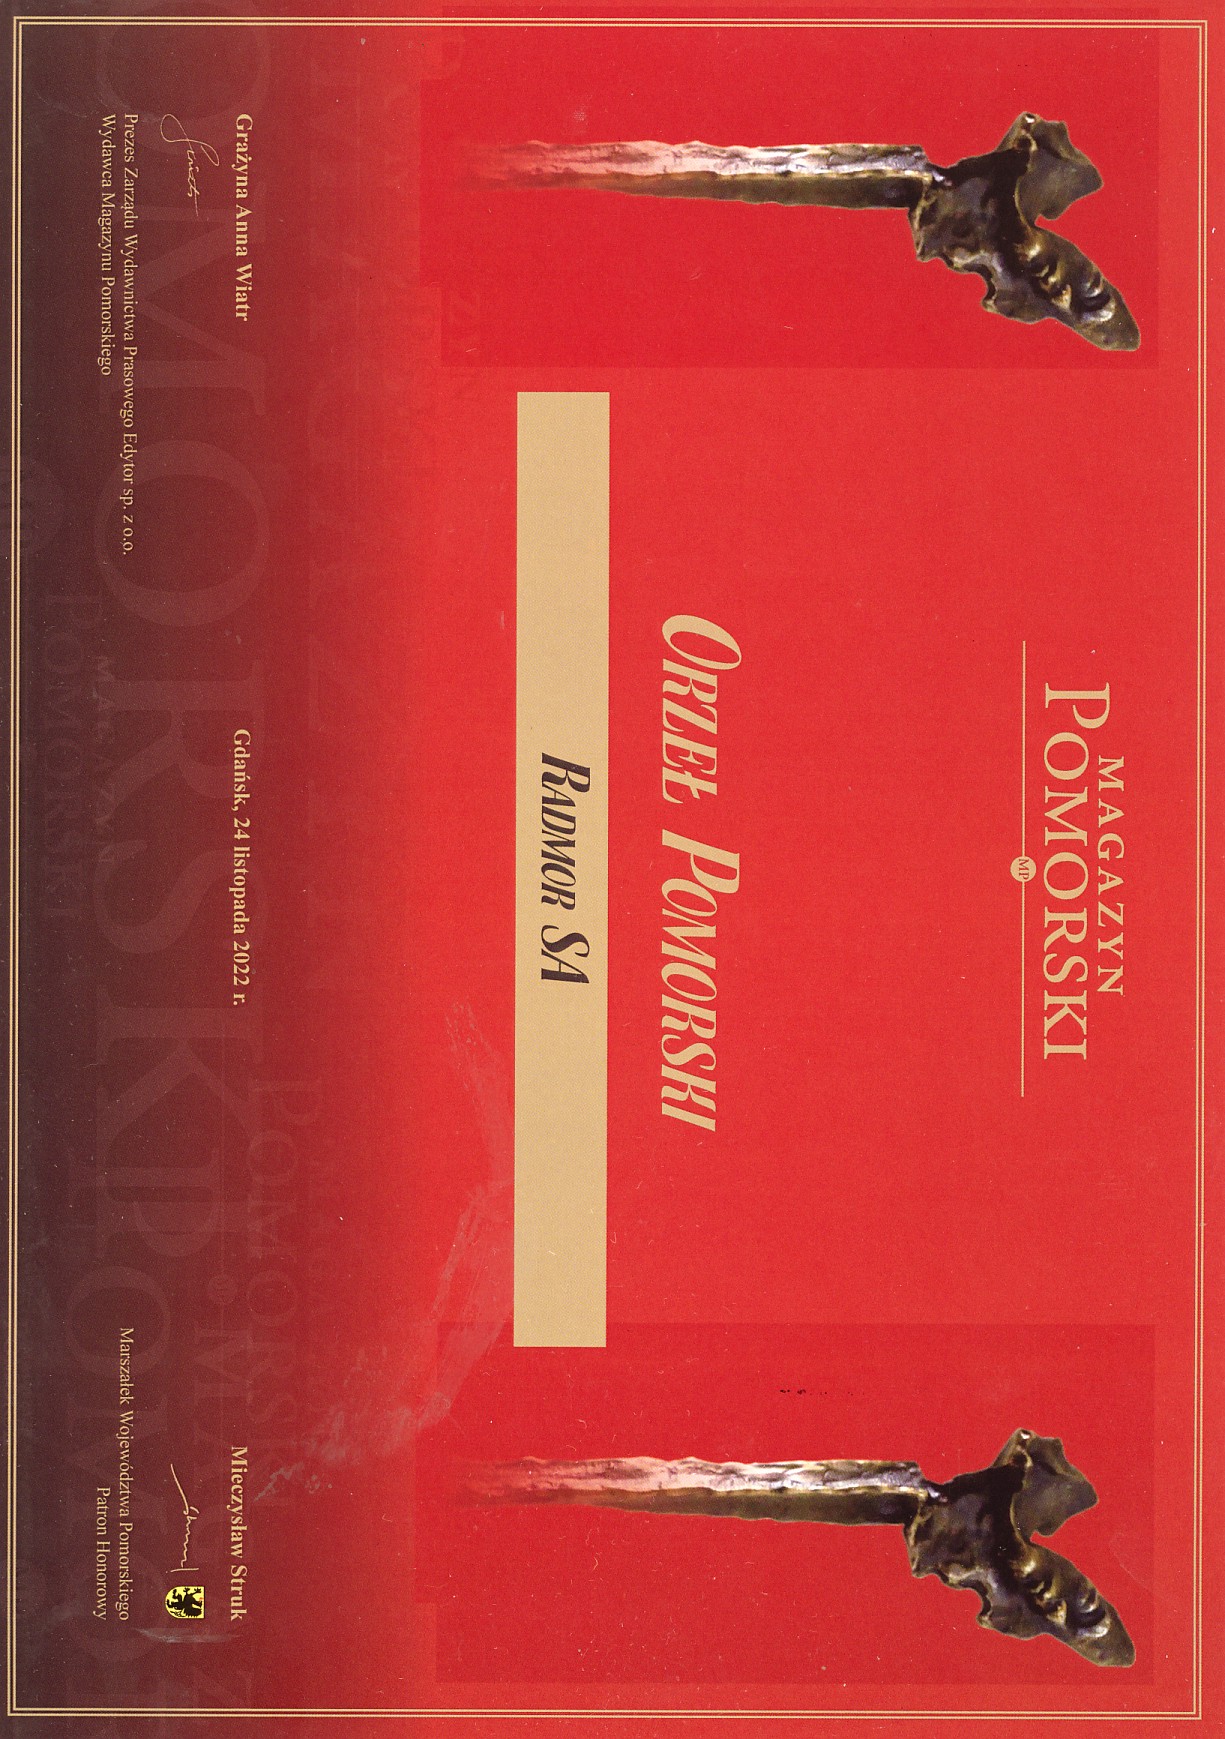 MAGAZYN
POMORSKI
MP
ORZEŁ POMORSKI
RADMOR SA
Grażyna Anna Wiatr
Prezes Zarządu Wydawnictwa Prasowego Edytor sp. z o.o.
Wydawca Magazynu Pomorskiego
Gdańsk, 24 listopada 2022 r.
Mieczysław Struk
Marszałek Województwa Pomorskiego
Patron Honorowy